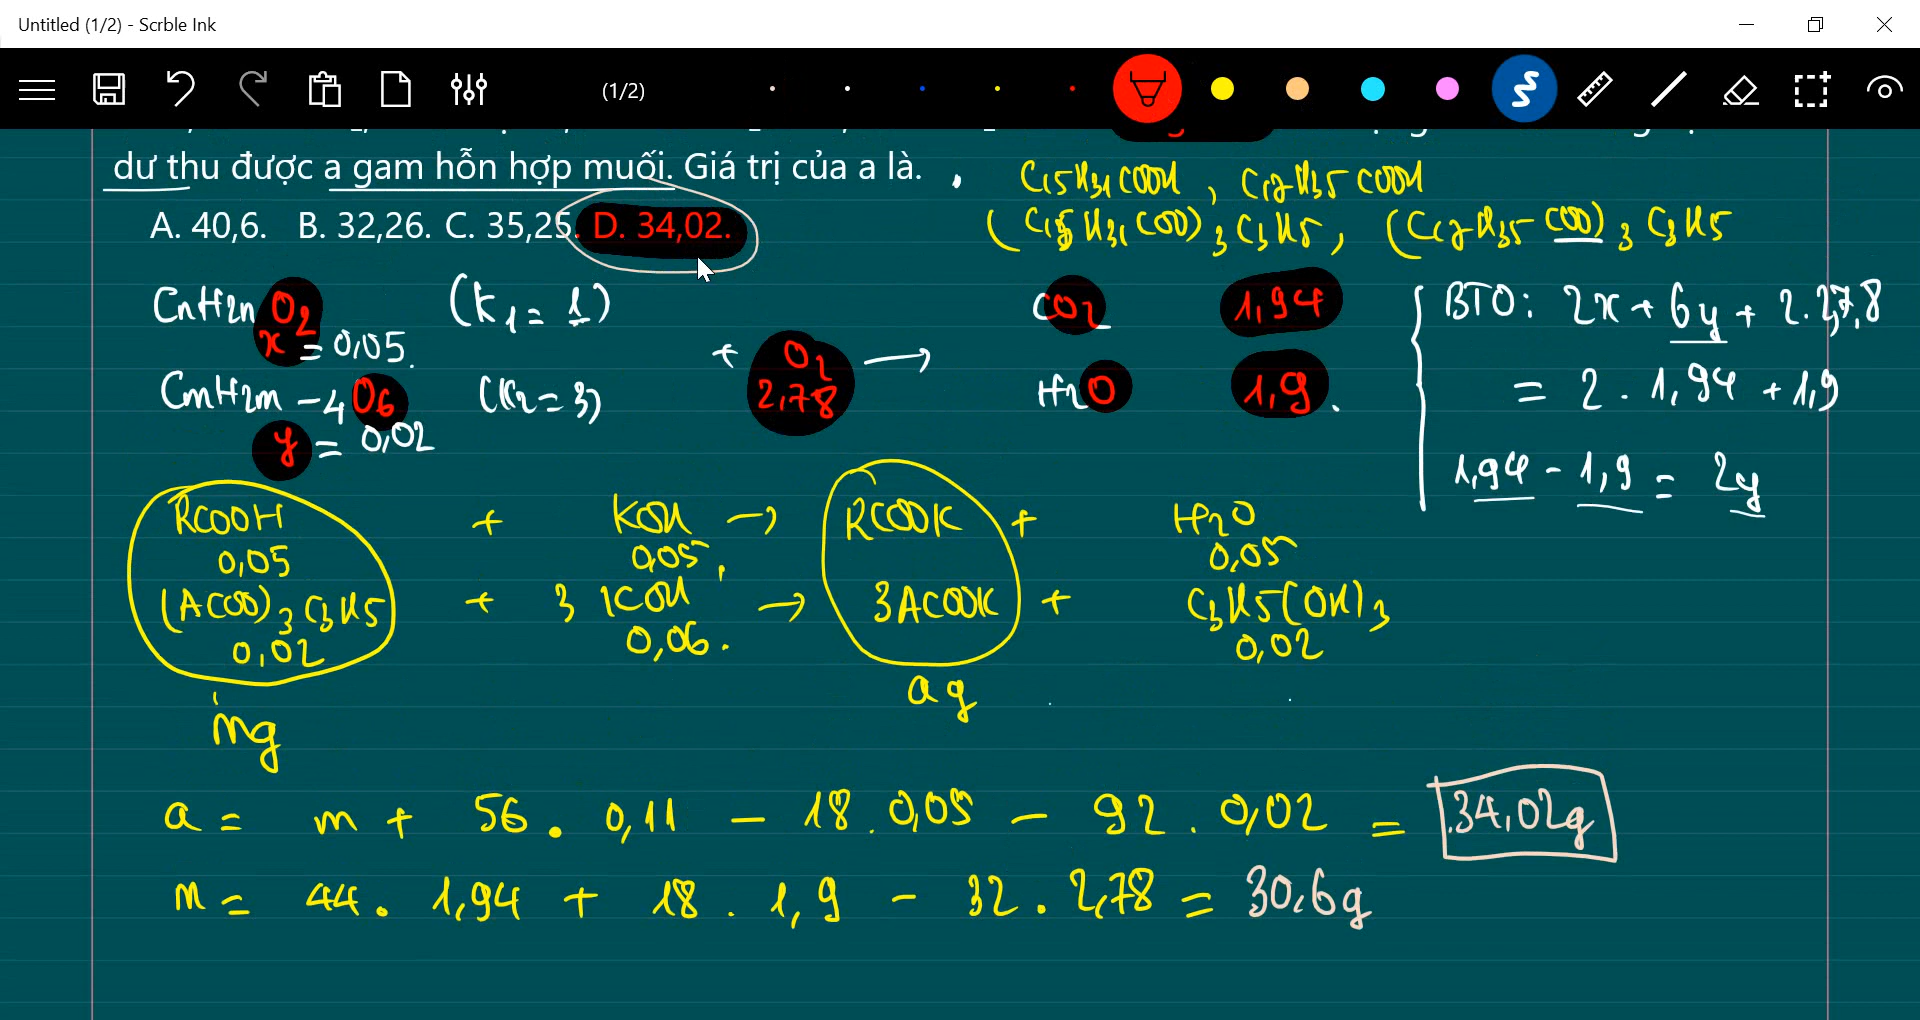 Untitled (1/2) - Scrble Ink
(1/2)
dư thu được a gam hỗn hợp muối. Giá trị của a là.
C15H31COOH, C17H35COOH
A. 40,6. B. 32,26. C. 35,25. D. 34,02.
(C15H31COO)3C3H5, (C17H35COO)3C3H5
CnH2nO2 (k1 = 1)
x = 0,05.
CmH2m-4O6 (k2 = 3)
y = 0,02
+ O2 →
2,78
CO2 1,94
H2O 1,9.
BTO: 2x + 6y + 2.2,78
= 2 . 1,94 + 1,9
1,94 - 1,9 = 2y
RCOOH + KOH → RCOOK + H2O
0,05 0,05 0,05
(ACOO)3C3H5 + 3 KOH → 3ACOOK + C3H5(OH)3
0,02 0,06. 0,02
mg ag
a = m + 56 . 0,11 - 18 . 0,05 - 92 . 0,02 = 34,02g
m = 44 . 1,94 + 18 . 1,9 - 32 . 2,78 = 30,6g